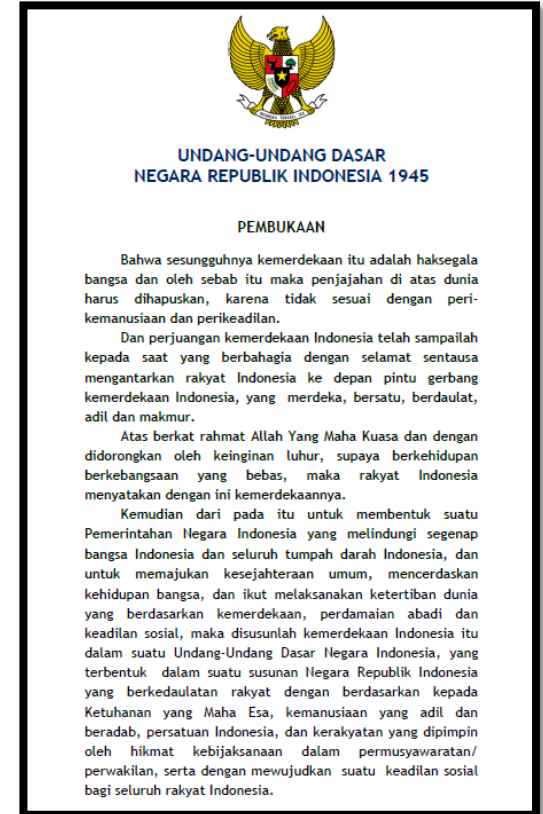 UNDANG-UNDANG DASAR
NEGARA REPUBLIK INDONESIA 1945
PEMBUKAAN
Bahwa sesungguhnya kemerdekaan itu adalah haksegala
bangsa dan oleh sebab itu maka penjajahan di atas dunia
harus dihapuskan, karena tidak sesuai dengan peri-
kemanusiaan dan perikeadilan.
Dan perjuangan kemerdekaan Indonesia telah sampailah
kepada saat yang berbahagia dengan selamat sentausa
mengantarkan rakyat Indonesia ke depan pintu gerbang
kemerdekaan Indonesia, yang merdeka, bersatu, berdaulat,
adil dan makmur.
Atas berkat rahmat Allah Yang Maha Kuasa dan dengan
didorongkan oleh keinginan luhur, supaya berkehidupan
berkebangsaan yang bebas, maka rakyat Indonesia
menyatakan dengan ini kemerdekaannya.
Kemudian dari pada itu untuk membentuk suatu
Pemerintahan Negara Indonesia yang melindungi segenap
bangsa Indonesia dan seluruh tumpah darah Indonesia, dan
untuk memajukan kesejahteraan umum, mencerdaskan
kehidupan bangsa, dan ikut melaksanakan ketertiban dunia
yang berdasarkan kemerdekaan, perdamaian abadi dan
keadilan sosial, maka disusunlah kemerdekaan Indonesia itu
dalam suatu Undang-Undang Dasar Negara Indonesia, yang
terbentuk dalam suatu susunan Negara Republik Indonesia
yang berkedaulatan rakyat dengan berdasarkan kepada
Ketuhanan yang Maha Esa, kemanusiaan yang adil dan
beradab, persatuan Indonesia, dan kerakyatan yang dipimpin
oleh hikmat kebijaksanaan dalam permusyawaratan/
perwakilan, serta dengan mewujudkan suatu keadilan sosial
bagi seluruh rakyat Indonesia.